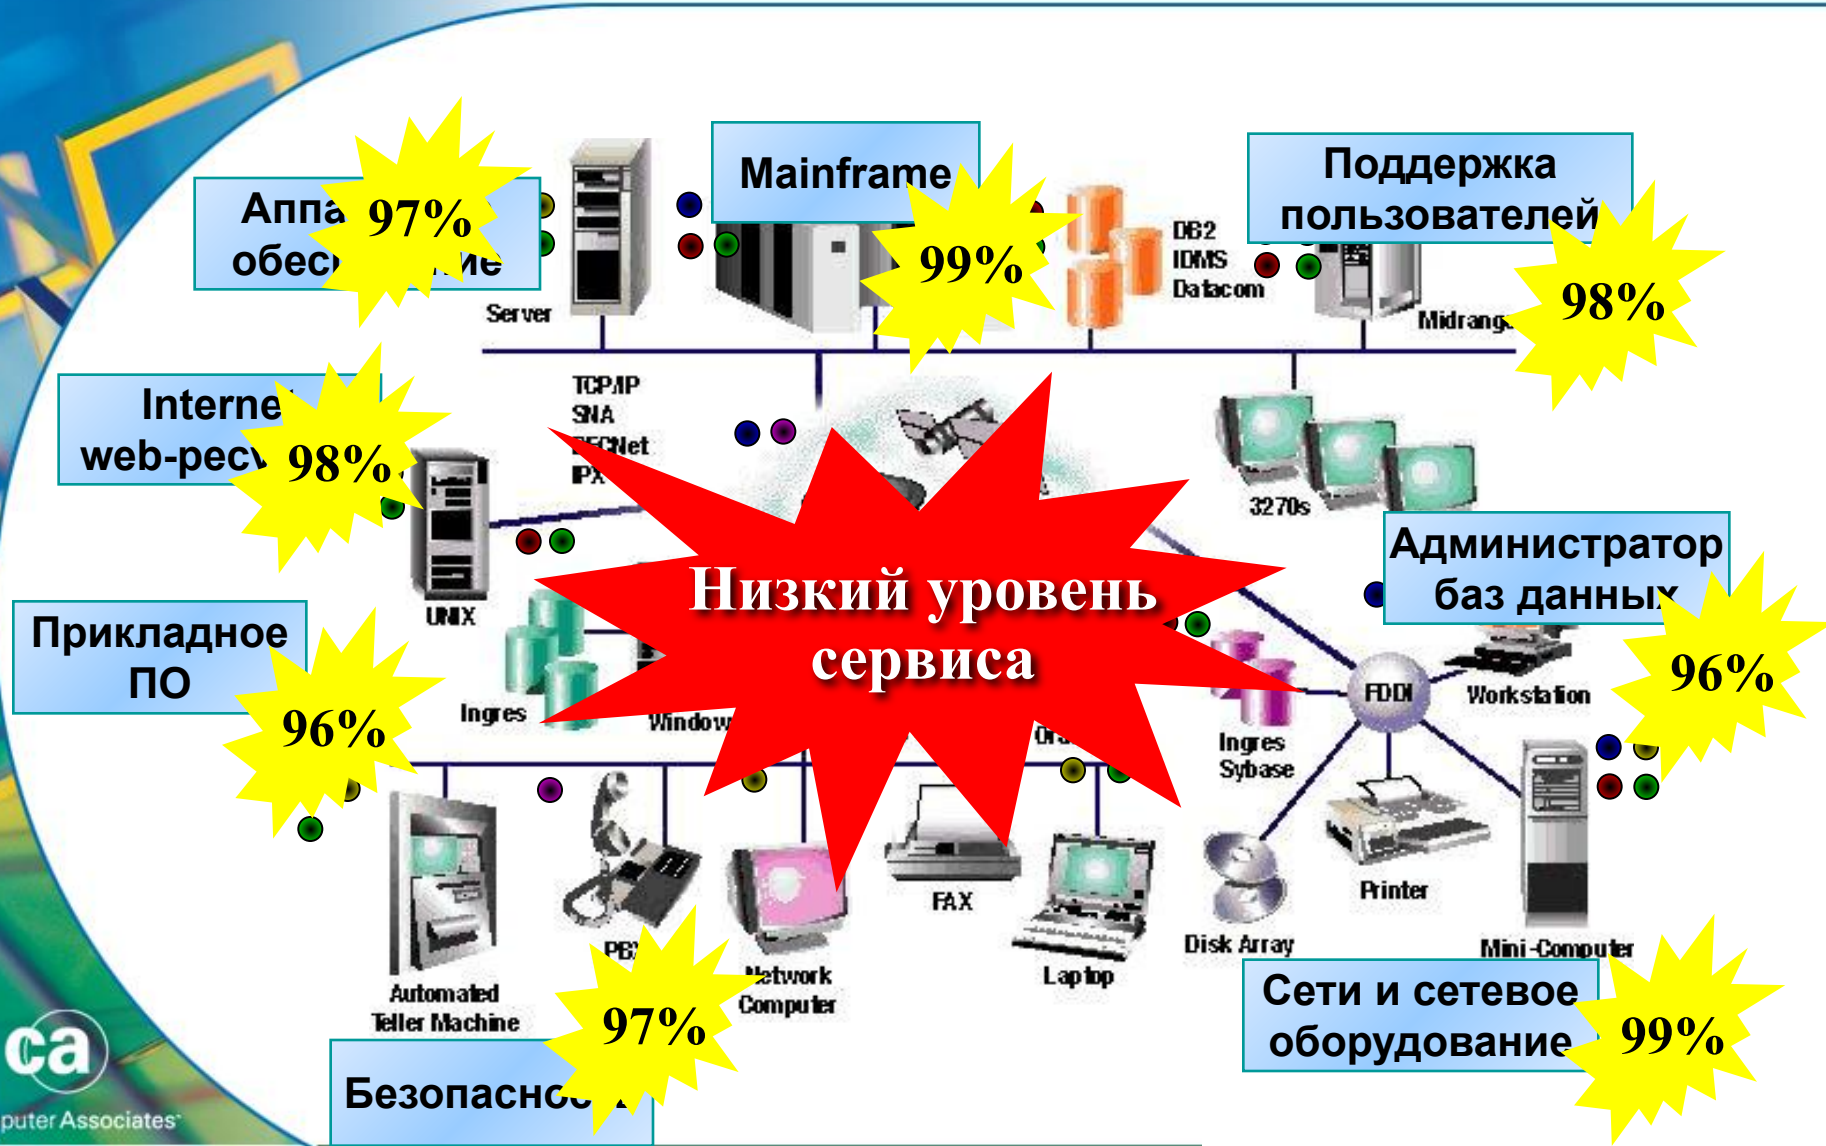 Mainframe
99%
Поддержка
пользователей
98%
97%
Server
DB2
IDMS
Datacom
TCP/IP
SNA
IPX
98%
UNIX
3270s
Администратор
баз данных
96%
Низкий уровень
сервиса
Прикладное
ПО
96%
Ingres
Ingres
Sybase
FDDI
Workstation
FAX
Printer
Disk Array
Mini-Computer
Laptop
Network
Computer
Automated
Teller Machine
97%
Сети и сетевое
оборудование
99%
ca
puter Associates